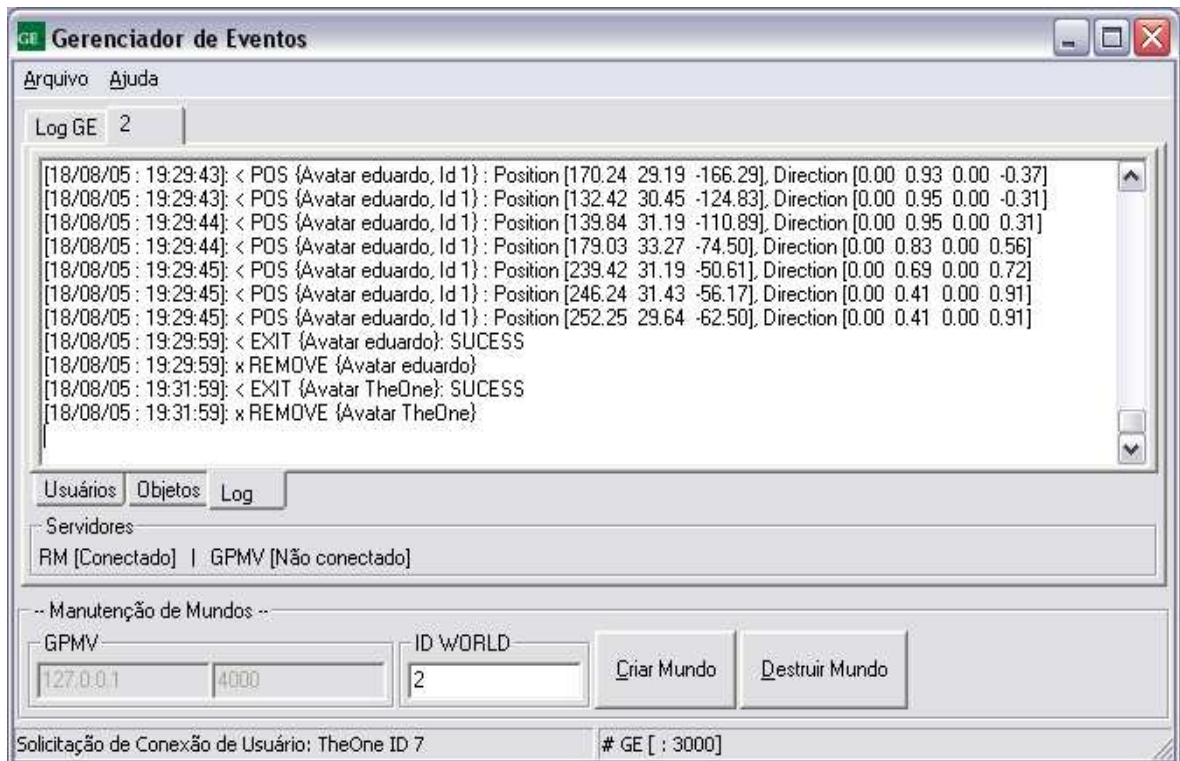 GE Gerenciador de Eventos
Arquivo Ajuda
Log GE 2
[18/08/05 : 19:29:43]: < POS {Avatar eduardo, Id 1} : Position [170.24 29.19 -166.29], Direction [0.00 0.93 0.00 -0.37]
[18/08/05 : 19:29:43]: < POS {Avatar eduardo, Id 1} : Position [132.42 30.45 -124.83], Direction [0.00 0.95 0.00 -0.31]
[18/08/05 : 19:29:44]: < POS {Avatar eduardo, Id 1} : Position [139.84 31.19 -110.89], Direction [0.00 0.95 0.00 0.31]
[18/08/05 : 19:29:44]: < POS {Avatar eduardo, Id 1} : Position [179.03 33.27 -74.50], Direction [0.00 0.83 0.00 0.56]
[18/08/05 : 19:29:45]: < POS {Avatar eduardo, Id 1} : Position [239.42 31.19 -50.61], Direction [0.00 0.69 0.00 0.72]
[18/08/05 : 19:29:45]: < POS {Avatar eduardo, Id 1} : Position [246.24 31.43 -56.17], Direction [0.00 0.41 0.00 0.91]
[18/08/05 : 19:29:45]: < POS {Avatar eduardo, Id 1} : Position [252.25 29.64 -62.50], Direction [0.00 0.41 0.00 0.91]
[18/08/05 : 19:29:59]: < EXIT {Avatar eduardo}: SUCESS
[18/08/05 : 19:29:59]: x REMOVE {Avatar eduardo}
[18/08/05 : 19:31:59]: < EXIT {Avatar TheOne}: SUCESS
[18/08/05 : 19:31:59]: x REMOVE {Avatar TheOne}
Usuários Objetos Log
Servidores
RM [Conectado] | GPMV [Não conectado]
-- Manutenção de Mundos --
GPMV ID WORLD
127.0.0.1 4000 2 Criar Mundo Destruir Mundo
Solicitação de Conexão de Usuário: TheOne ID 7 # GE [ : 3000]